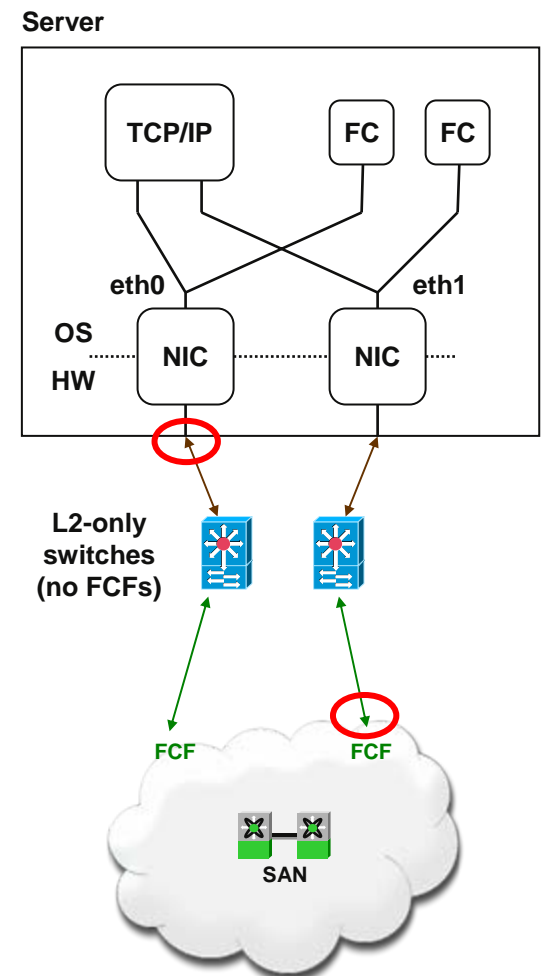 Server
TCP/IP
FC
FC
eth0
eth1
OS
NIC
NIC
HW
L2-only
switches
(no FCFs)
FCF
FCF
SAN